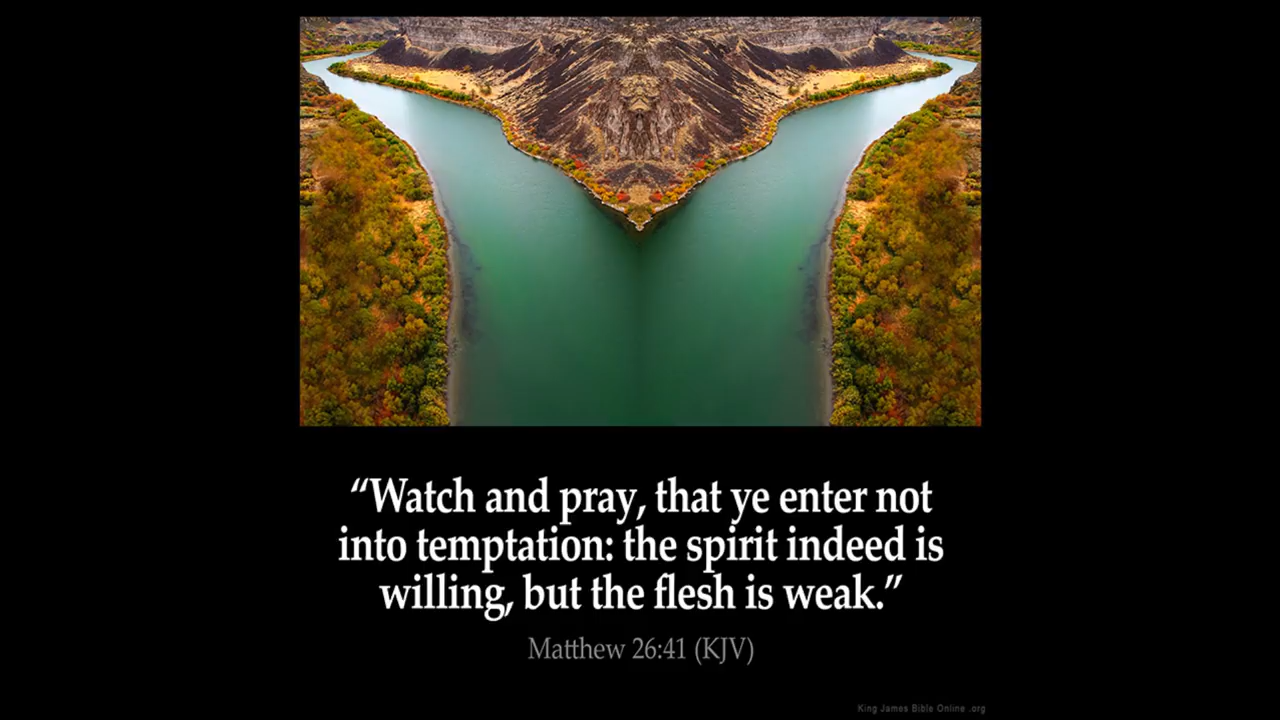 “Watch and pray, that ye enter not
into temptation: the spirit indeed is
willing, but the flesh is weak.”
Matthew 26:41 (KJV)
King James Bible Online .org